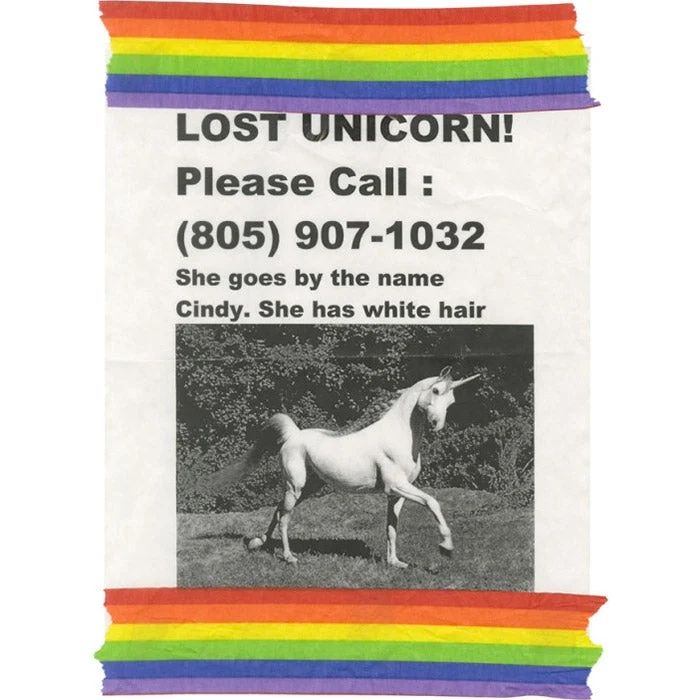 LOST UNICORN!
Please Call :
(805) 907-1032
She goes by the name
Cindy. She has white hair